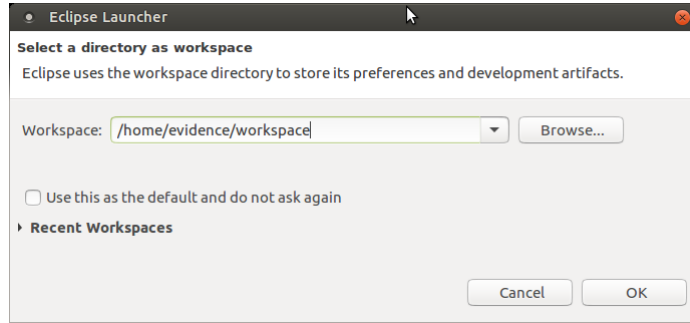 Eclipse Launcher
Select a directory as workspace
Eclipse uses the workspace directory to store its preferences and development artifacts.
Workspace: /home/evidence/workspace Browse...
Use this as the default and do not ask again
Recent Workspaces
Cancel OK